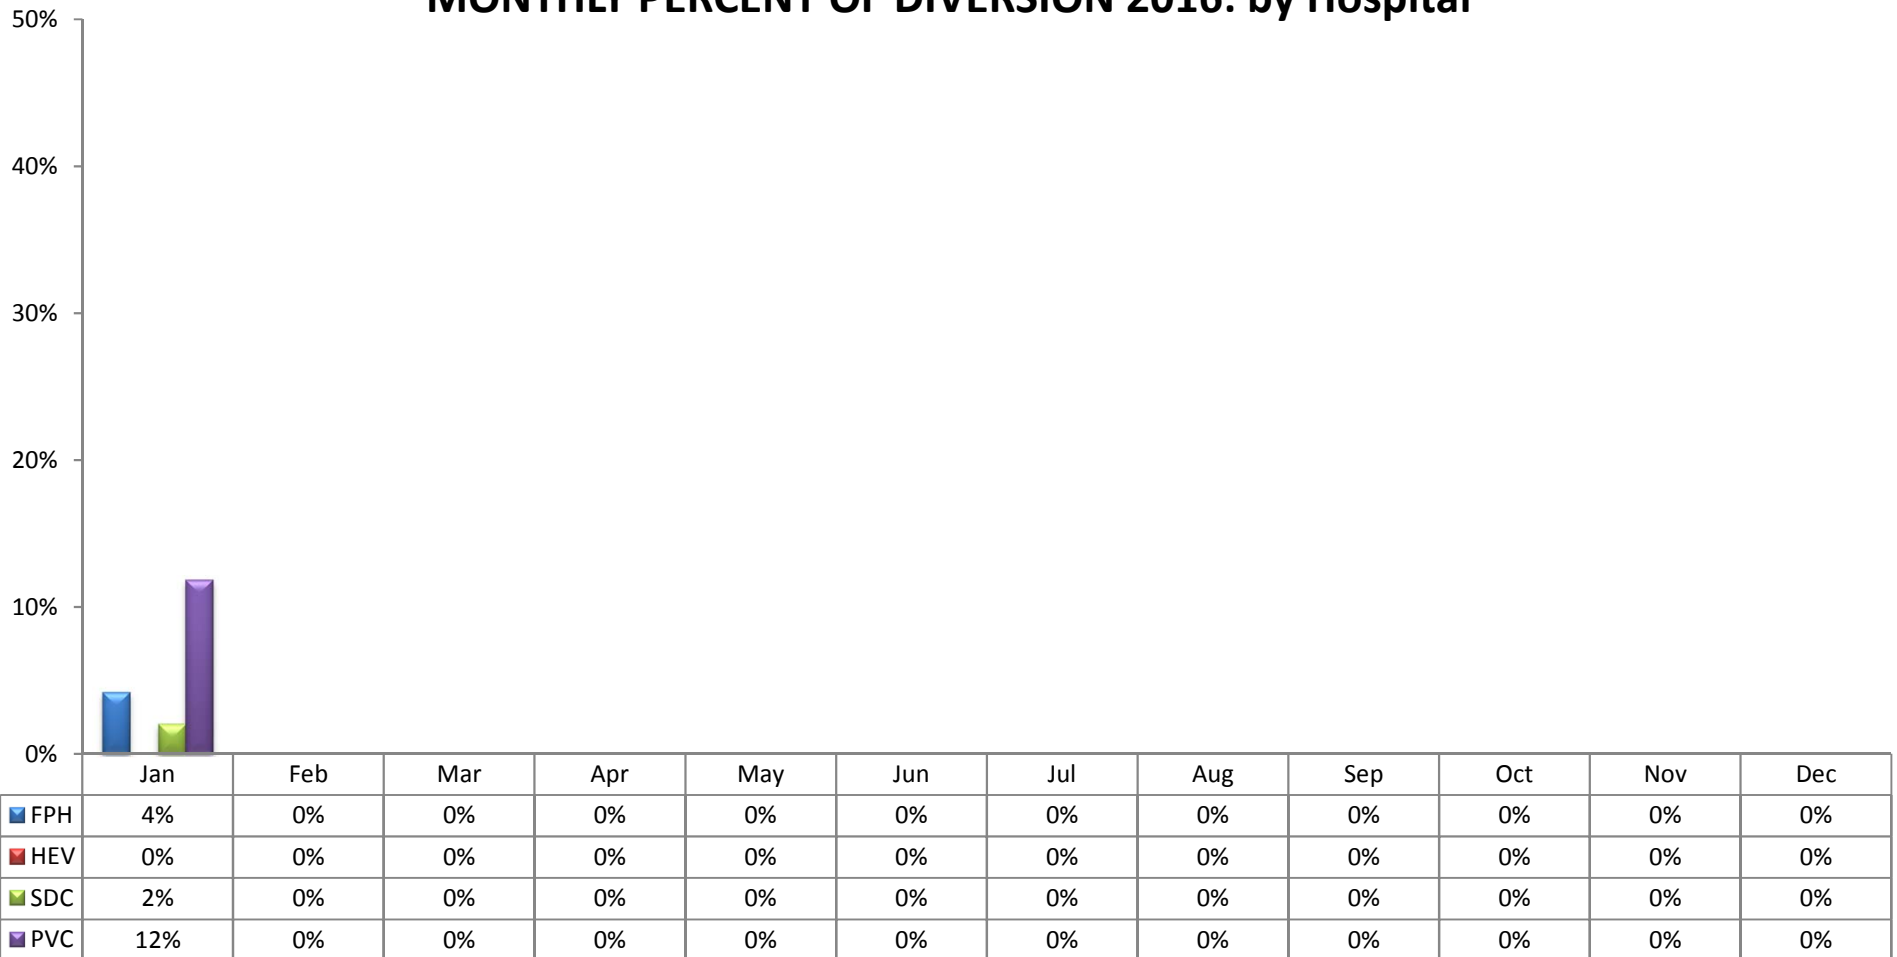 MONTHLY PERCENT OF DIVERSION 2016: by Hospital
50%
40%
30%
20%
10%
0%
Jan Feb Mar Apr May Jun Jul Aug Sep Oct Nov Dec
FPH 4% 0% 0% 0% 0% 0% 0% 0% 0% 0% 0% 0%
HEV 0% 0% 0% 0% 0% 0% 0% 0% 0% 0% 0% 0%
SDC 2% 0% 0% 0% 0% 0% 0% 0% 0% 0% 0% 0%
PVC 12% 0% 0% 0% 0% 0% 0% 0% 0% 0% 0% 0%